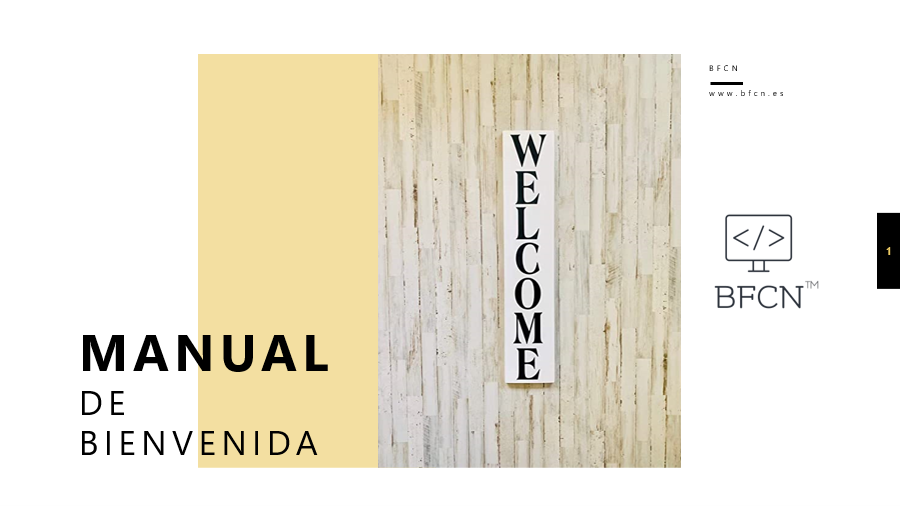 BFCN
www.bfcn.es
WELCOME
</>
BFCN™
1
MANUAL
DE
BIENVENIDA